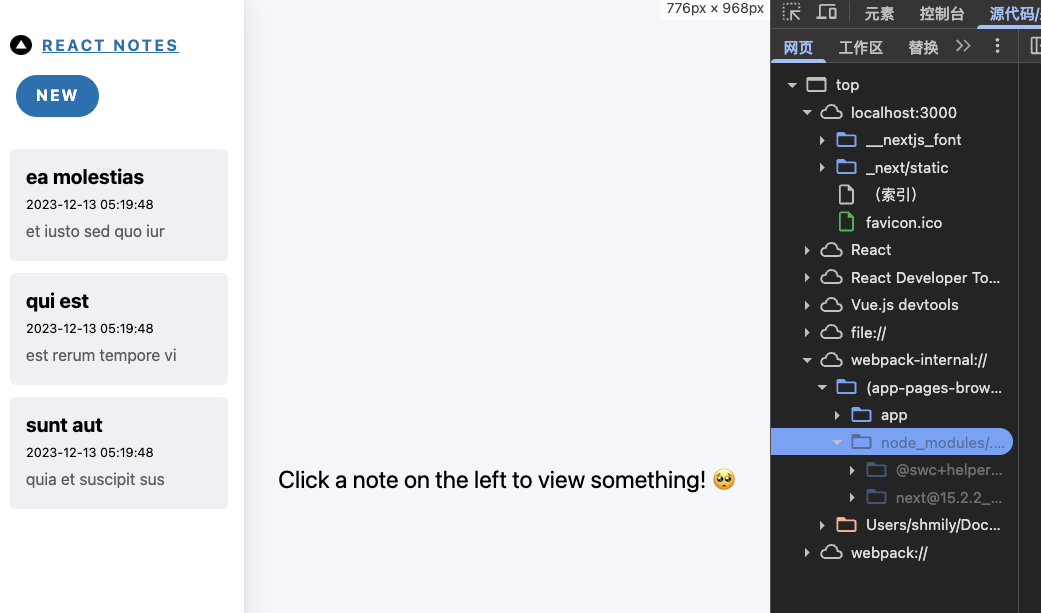 REACT NOTES
NEW
ea molestias
2023-12-13 05:19:48
et iusto sed quo iur
qui est
2023-12-13 05:19:48
est rerum tempore vi
sunt aut
2023-12-13 05:19:48
quia et suscipit sus
776px × 968px
Click a note on the left to view something! 🥺
元素 控制台 源代码/
网页 工作区 替换
top
localhost:3000
__nextjs_font
_next/static
（索引）
favicon.ico
React
React Developer To...
Vue.js devtools
file://
webpack-internal://
(app-pages-brow...
app
node_modules/....
@swc+helper...
next@15.2.2_...
Users/shmily/Doc...
webpack://